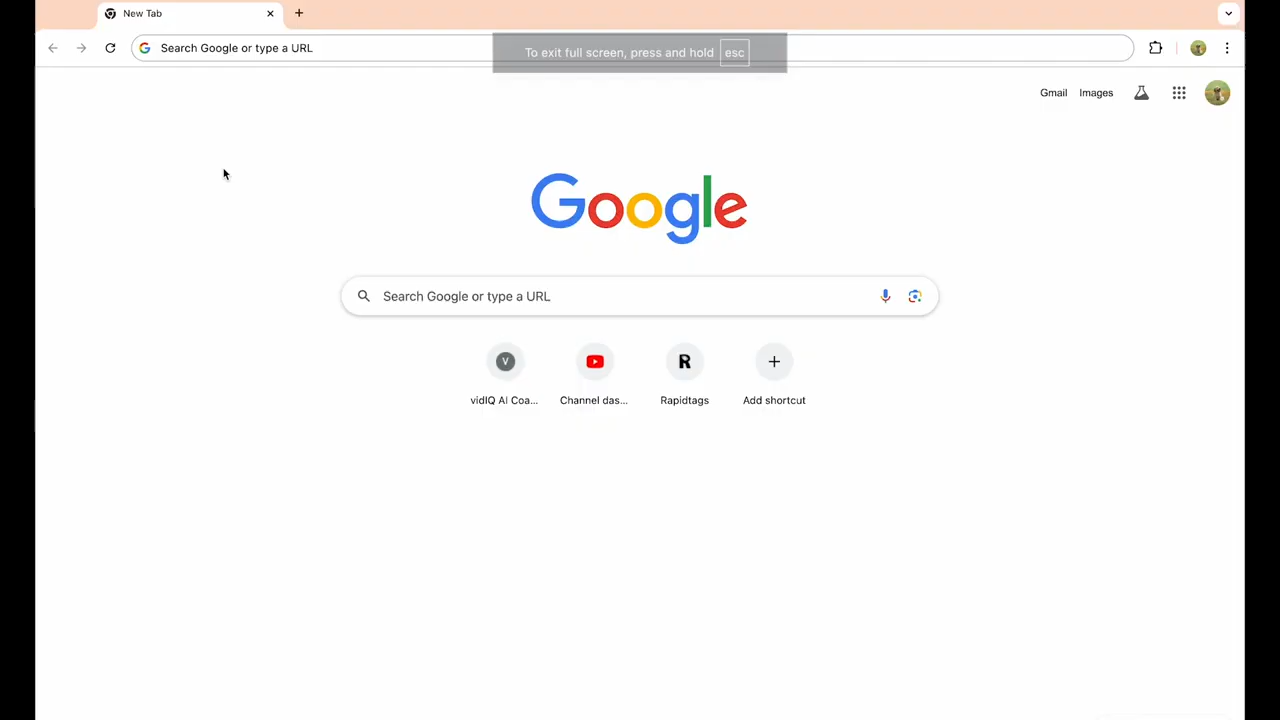 New Tab
Search Google or type a URL
To exit full screen, press and hold esc
Gmail Images
Google
Search Google or type a URL
V R
vidIQ AI Coa... Channel das... Rapidtags Add shortcut